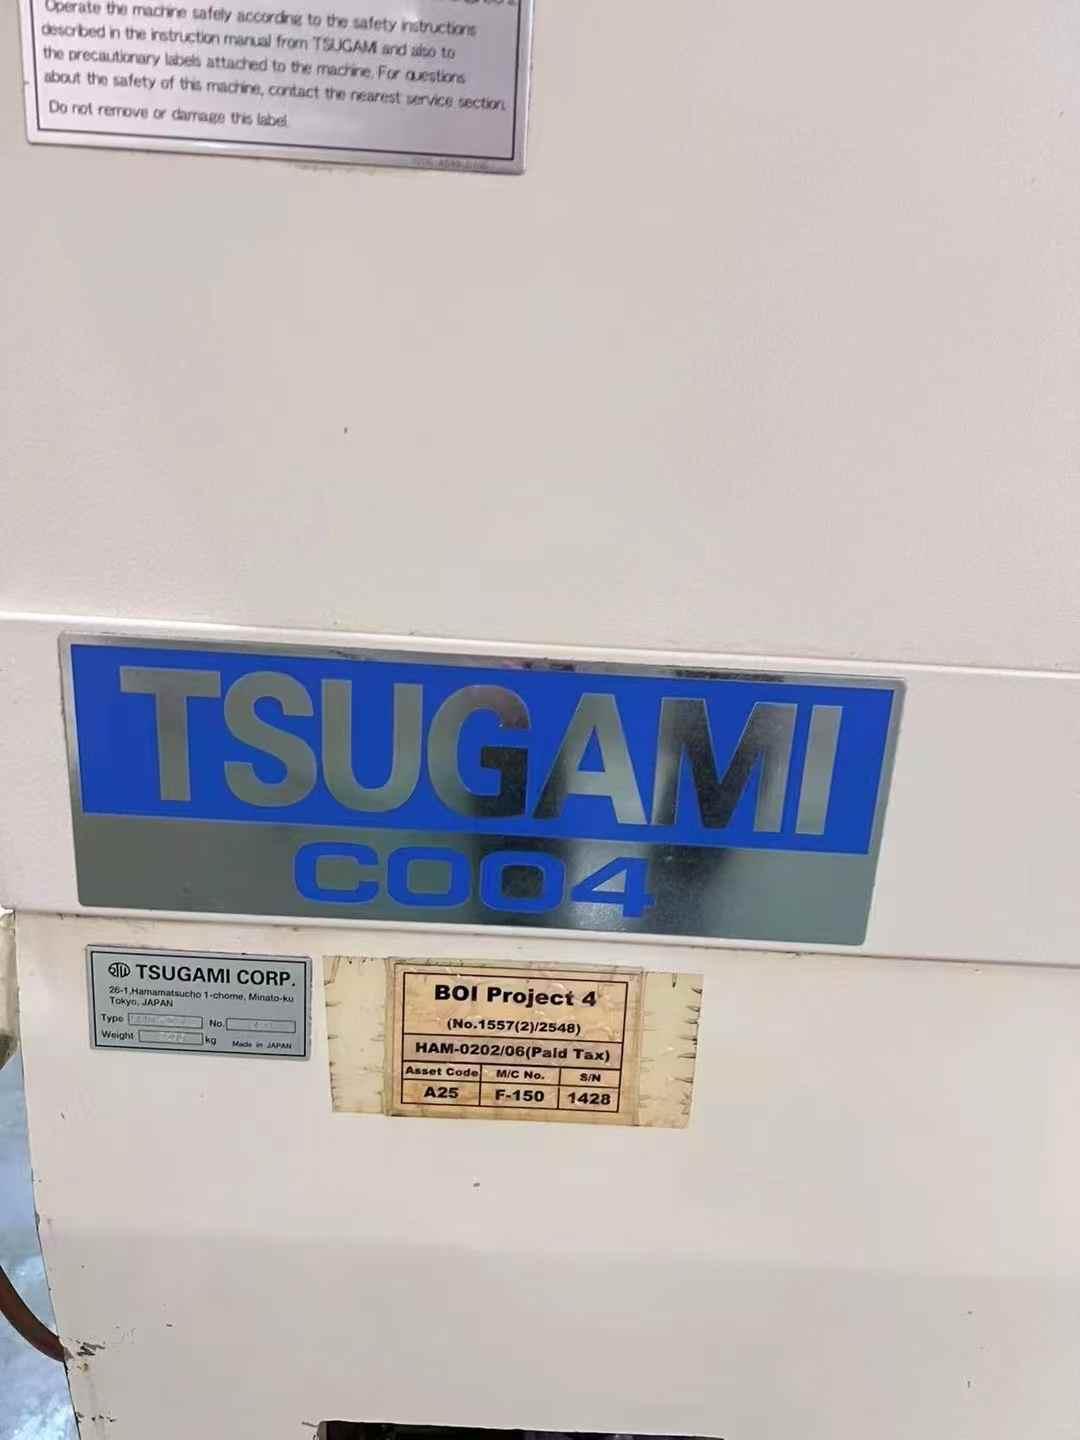 Operate the machine safely according to the safety instructions
described in the instruction manual from TSUGAMI and also to
the precautionary labels attached to the machine. For questions
about the safety of this machine, contact the nearest service section.
Do not remove or damage this label.
TSUGAMI
C004
TSUGAMI CORP.
26-1,Hamamatsucho 1-chome, Minato-ku
Tokyo, JAPAN
Type No.
Weight kg Made in JAPAN
BOI Project 4
(No.1557(2)/2548)
HAM-0202/06(Paid Tax)
Asset Code M/C No. S/N
A25 F-150 1428